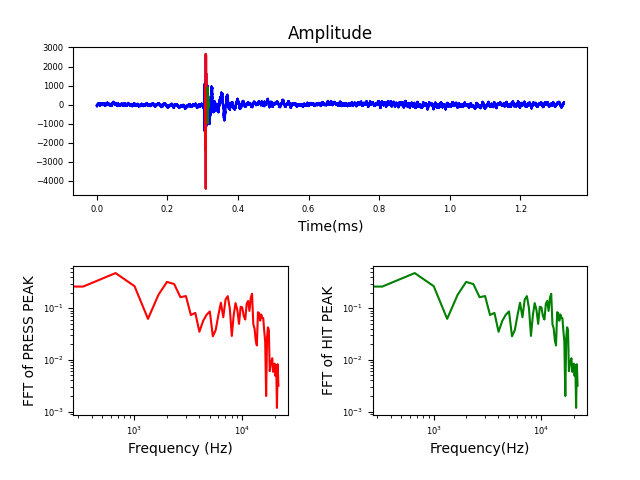 Amplitude
3000
2000
1000
0
−1000
−2000
−3000
−4000
0.0 0.2 0.4 0.6 0.8 1.0 1.2
Time(ms)
FFT of PRESS PEAK
10⁻¹
10⁻²
10⁻³
10³ 10⁴
Frequency (Hz)
FFT of HIT PEAK
10⁻¹
10⁻²
10⁻³
10³ 10⁴
Frequency(Hz)